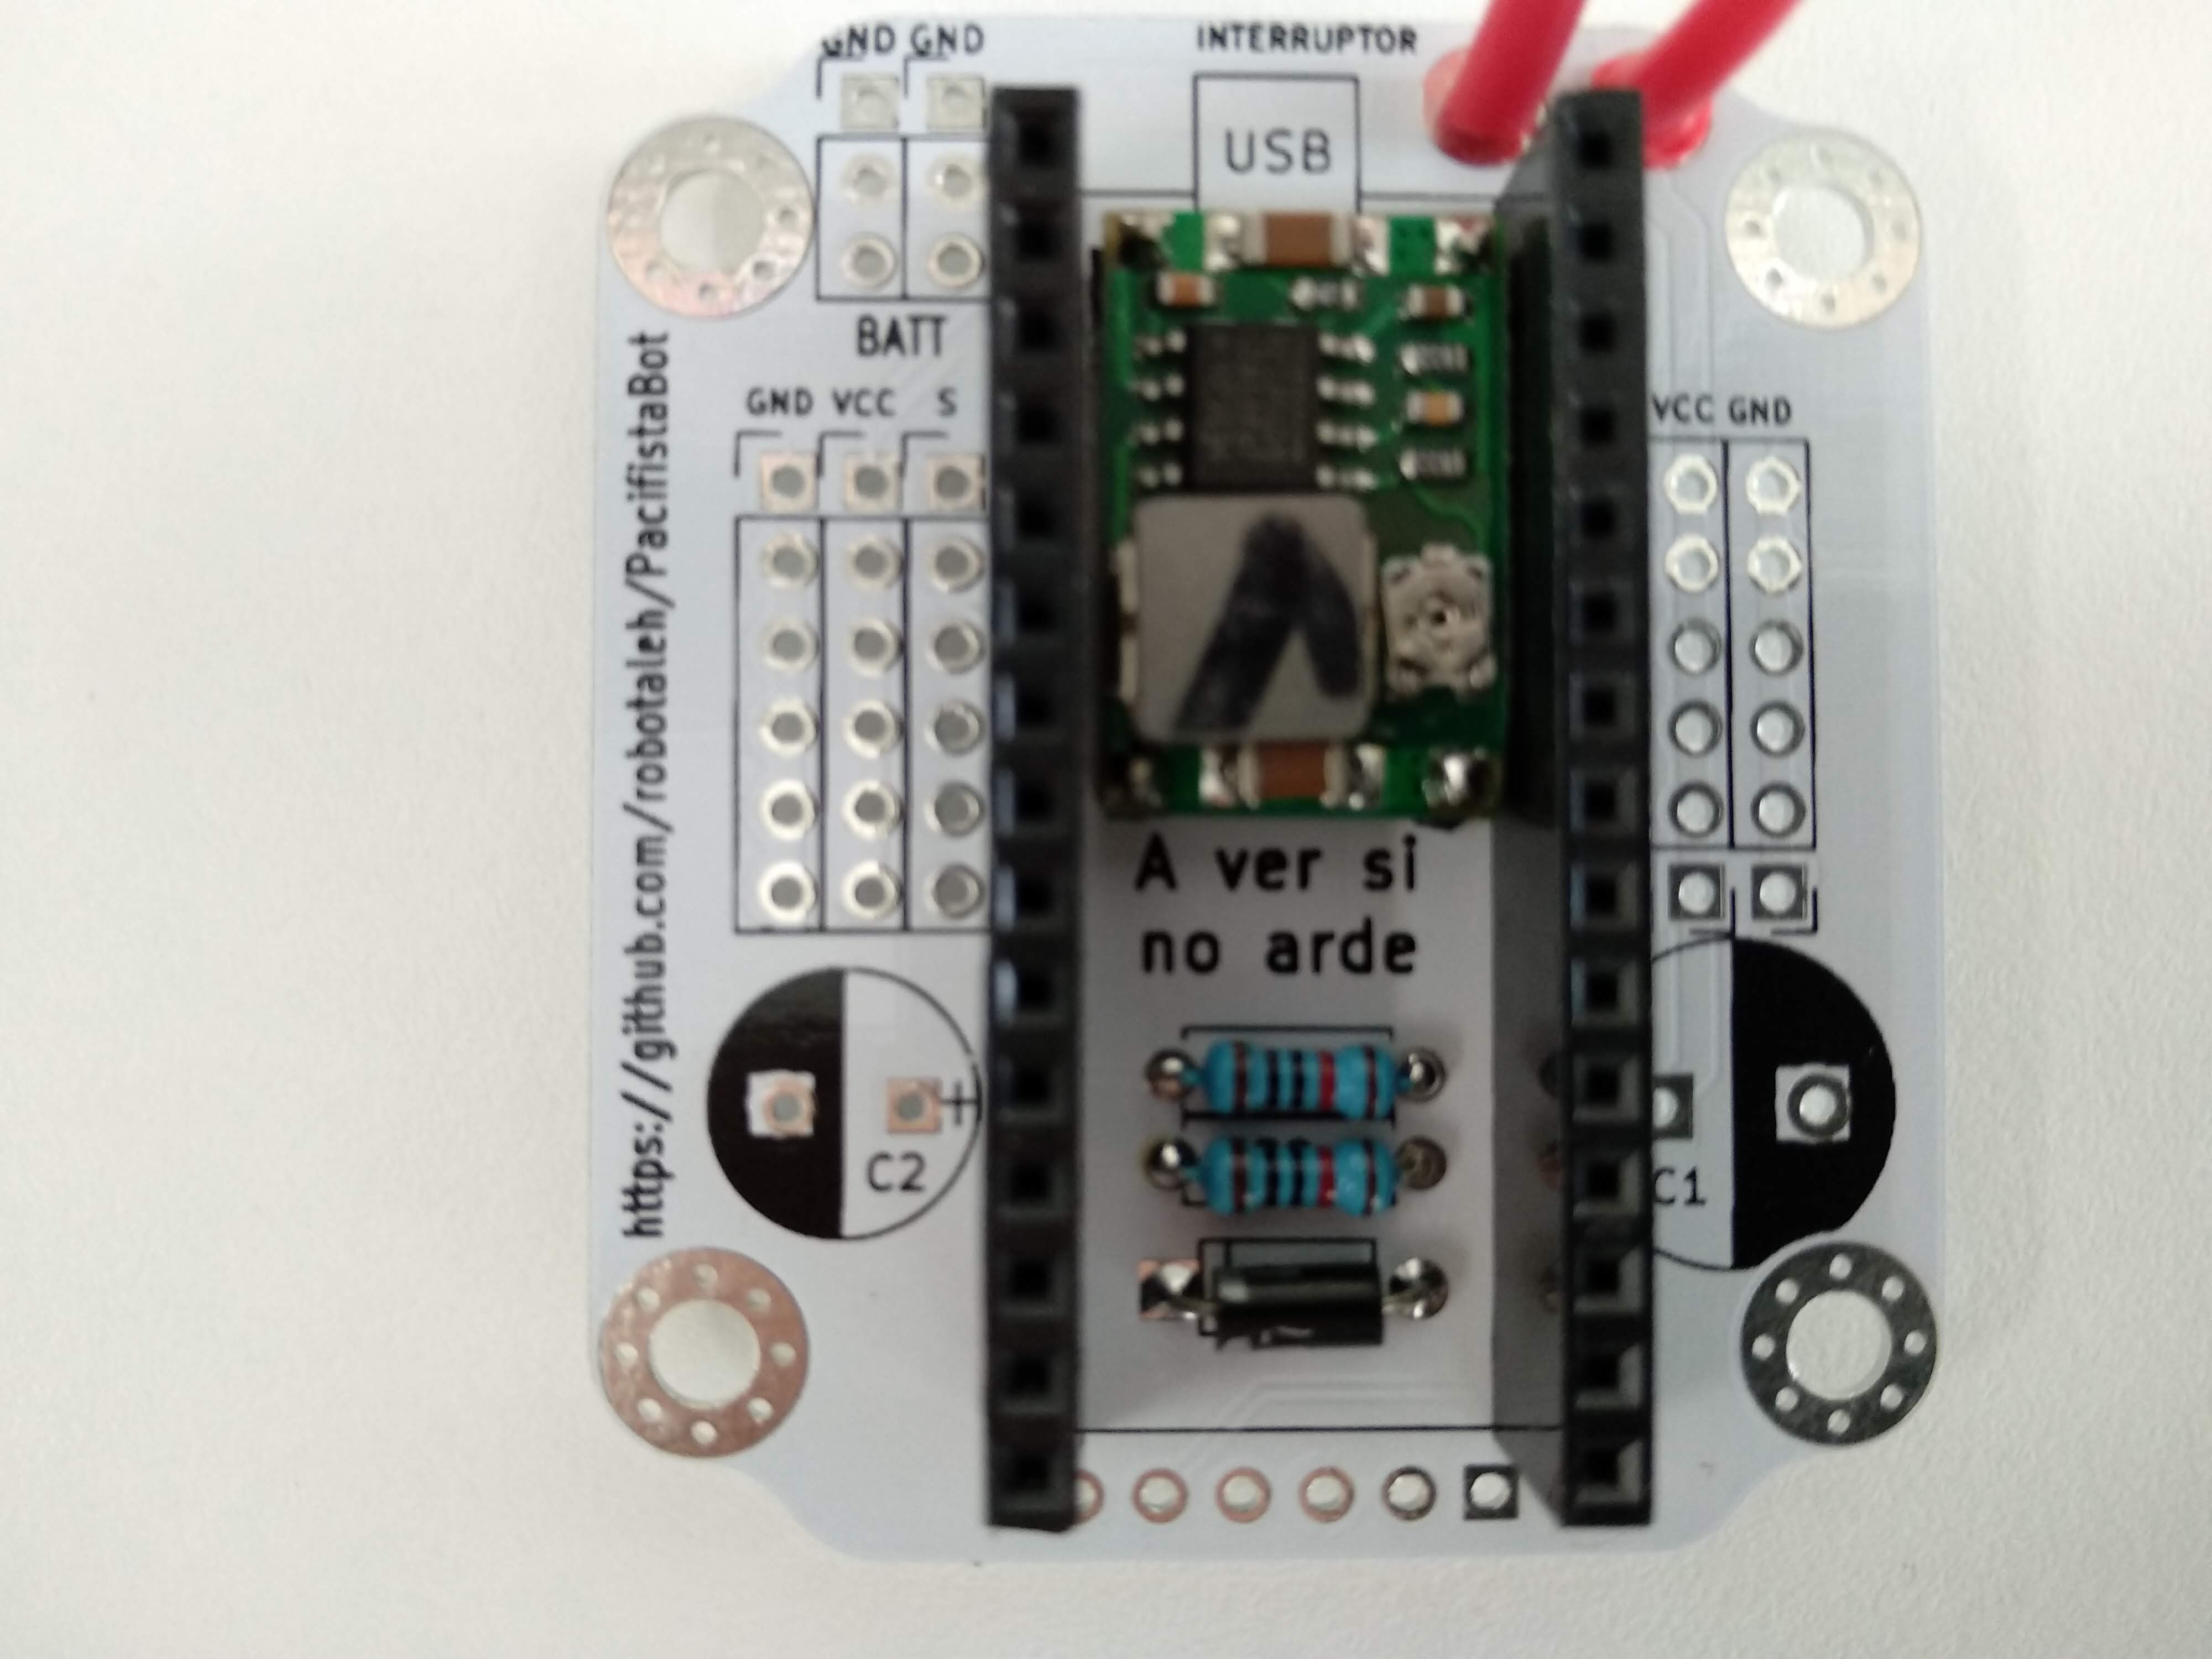 GND GND
INTERRUPTOR
USB
BATT
GND VCC S
VCC GND
https://github.com/robotaleh/PacifistaBot
A ver si
no arde
+
C2
C1